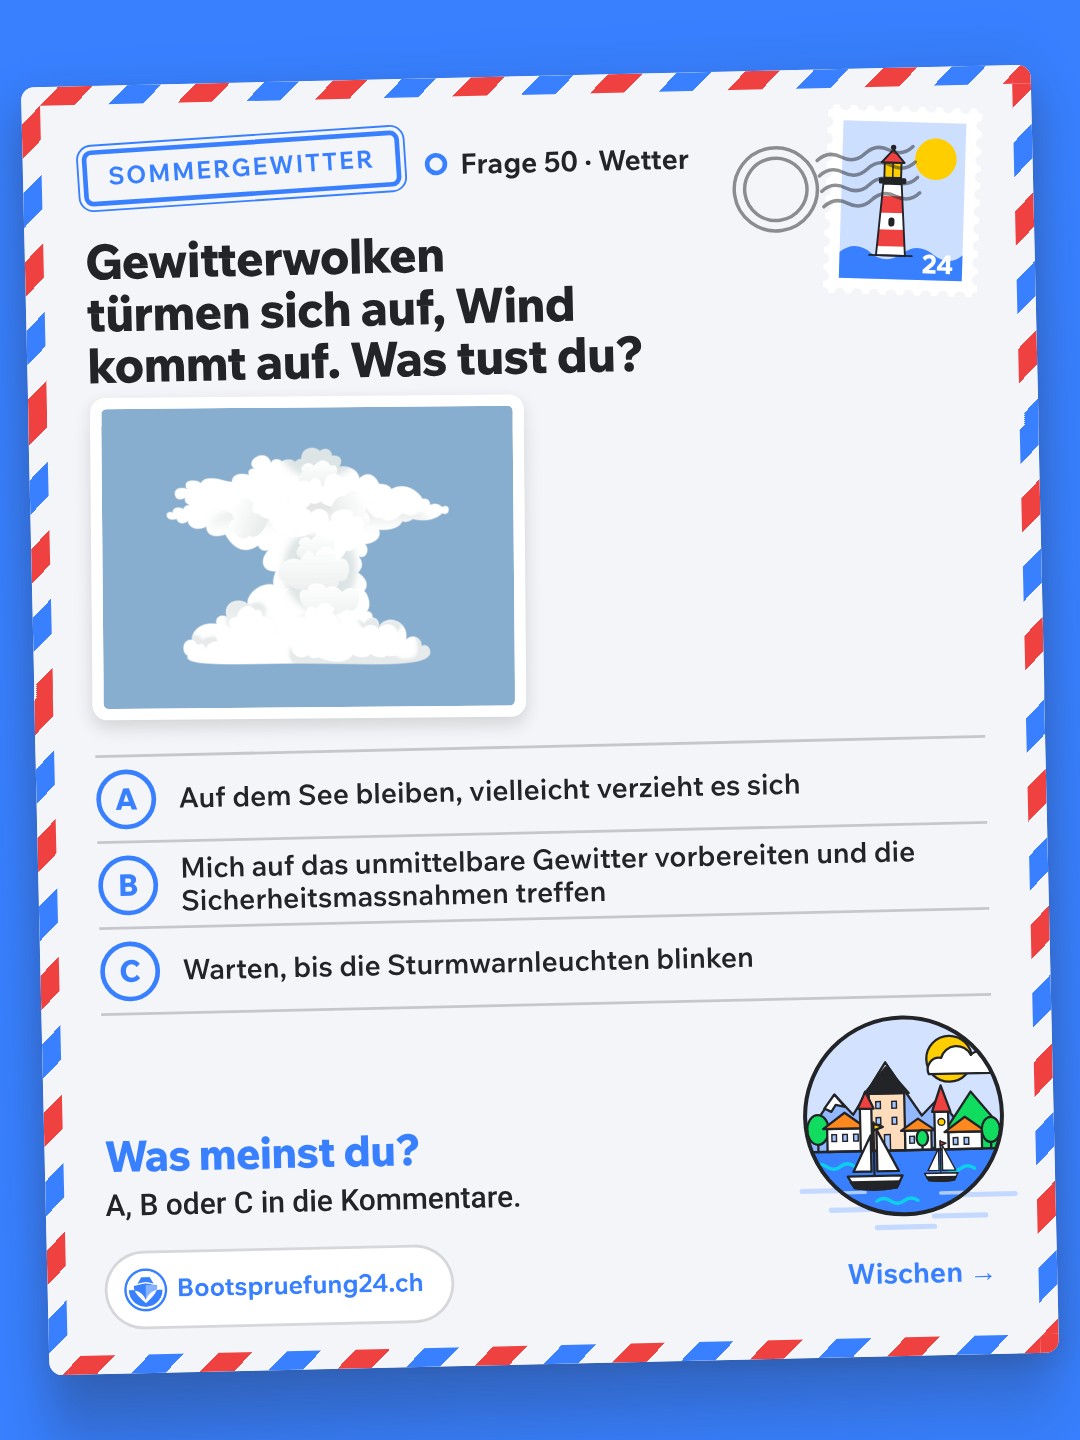 SOMMERGEWITTER
Frage 50 · Wetter
24
Gewitterwolken
türmen sich auf, Wind
kommt auf. Was tust du?
A
Auf dem See bleiben, vielleicht verzieht es sich
B
Mich auf das unmittelbare Gewitter vorbereiten und die
Sicherheitsmassnahmen treffen
C
Warten, bis die Sturmwarnleuchten blinken
Was meinst du?
A, B oder C in die Kommentare.
Bootspruefung24.ch
Wischen →